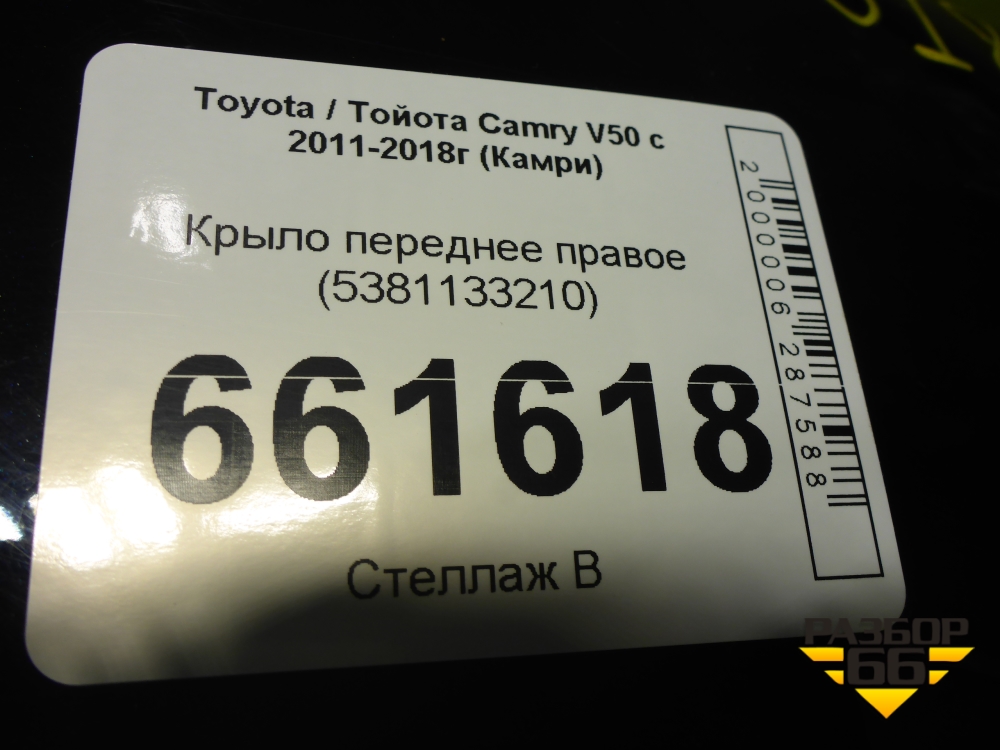 Toyota / Тойота Camry V50 с
2011-2018г (Камри)
Крыло переднее правое
(5381133210)
661618
Стеллаж В
2000006287588
РАЗБОР
66